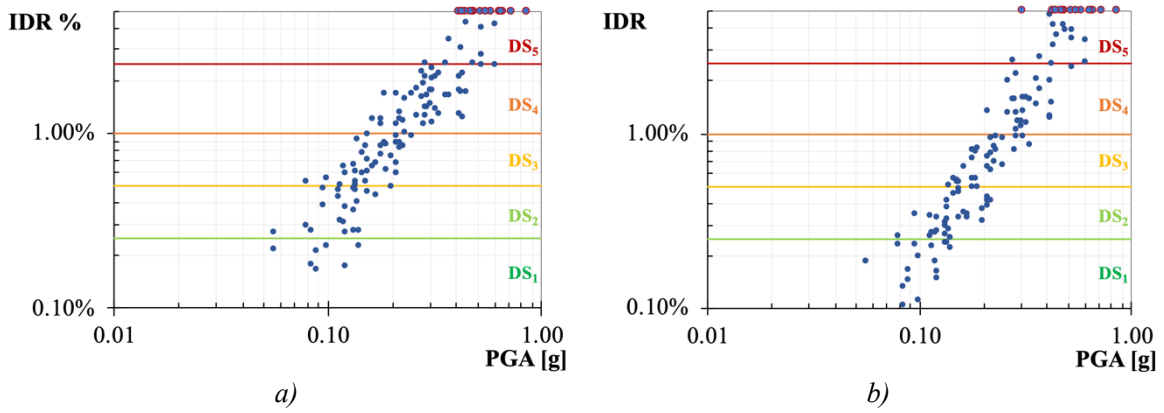 IDR %
DS5
DS4
1.00%
DS3
DS2
DS1
0.10%
0.01
0.10
1.00
PGA [g]
a)
IDR
DS5
DS4
1.00%
DS3
DS2
DS1
0.10%
0.01
0.10
1.00
PGA [g]
b)